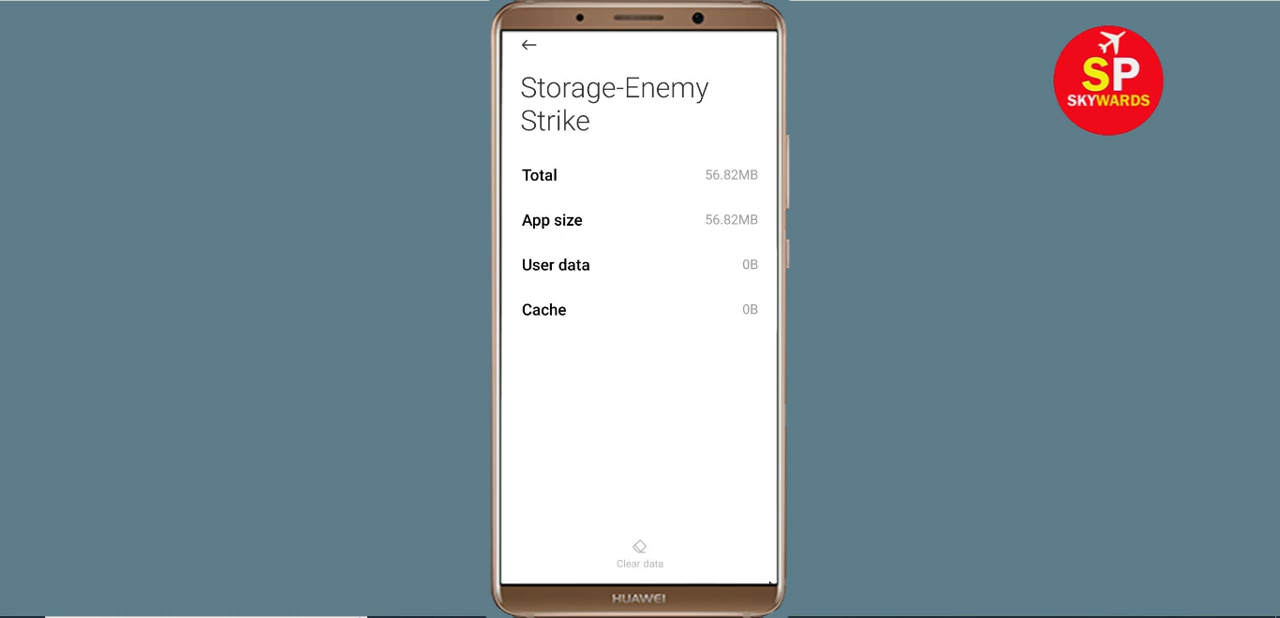 Storage-Enemy
Strike
Total 56.82MB
App size 56.82MB
User data 0B
Cache 0B
Clear data
HUAWEI
SP
SKYWARDS